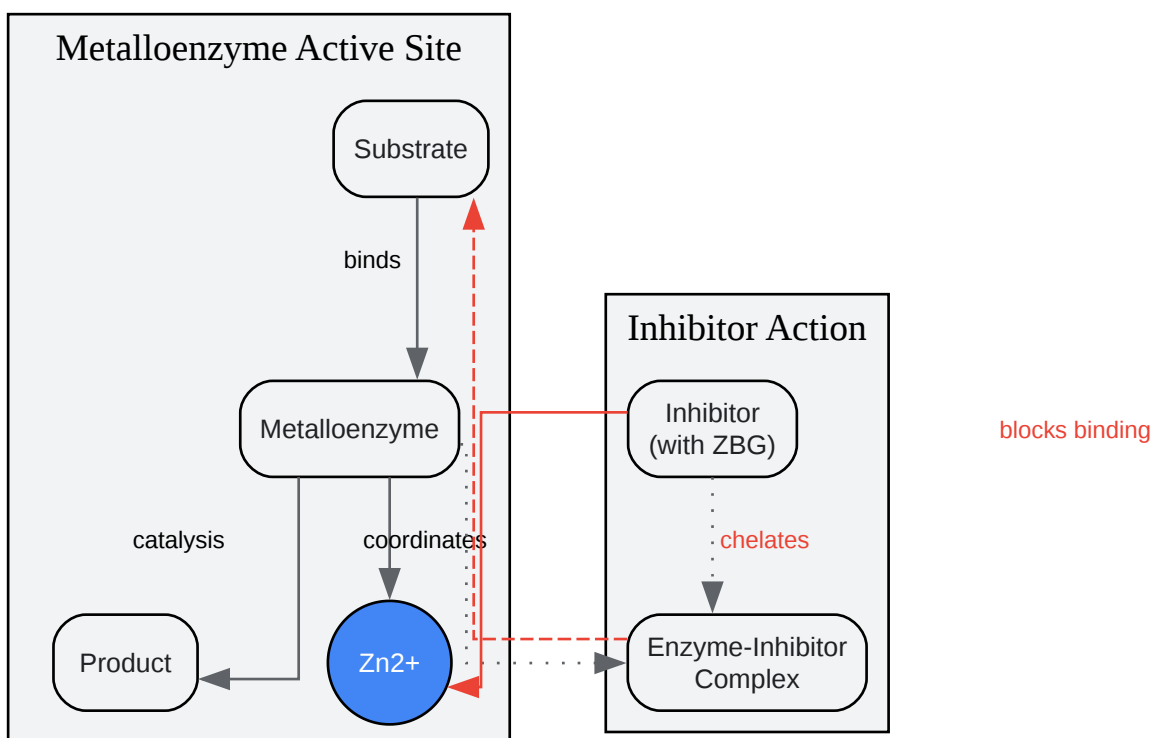 Metalloenzyme Active Site
Substrate
binds
Inhibitor Action
Metalloenzyme
Inhibitor
(with ZBG)
blocks binding
catalysis
coordinates
chelates
Product
Zn2+
Enzyme-Inhibitor
Complex